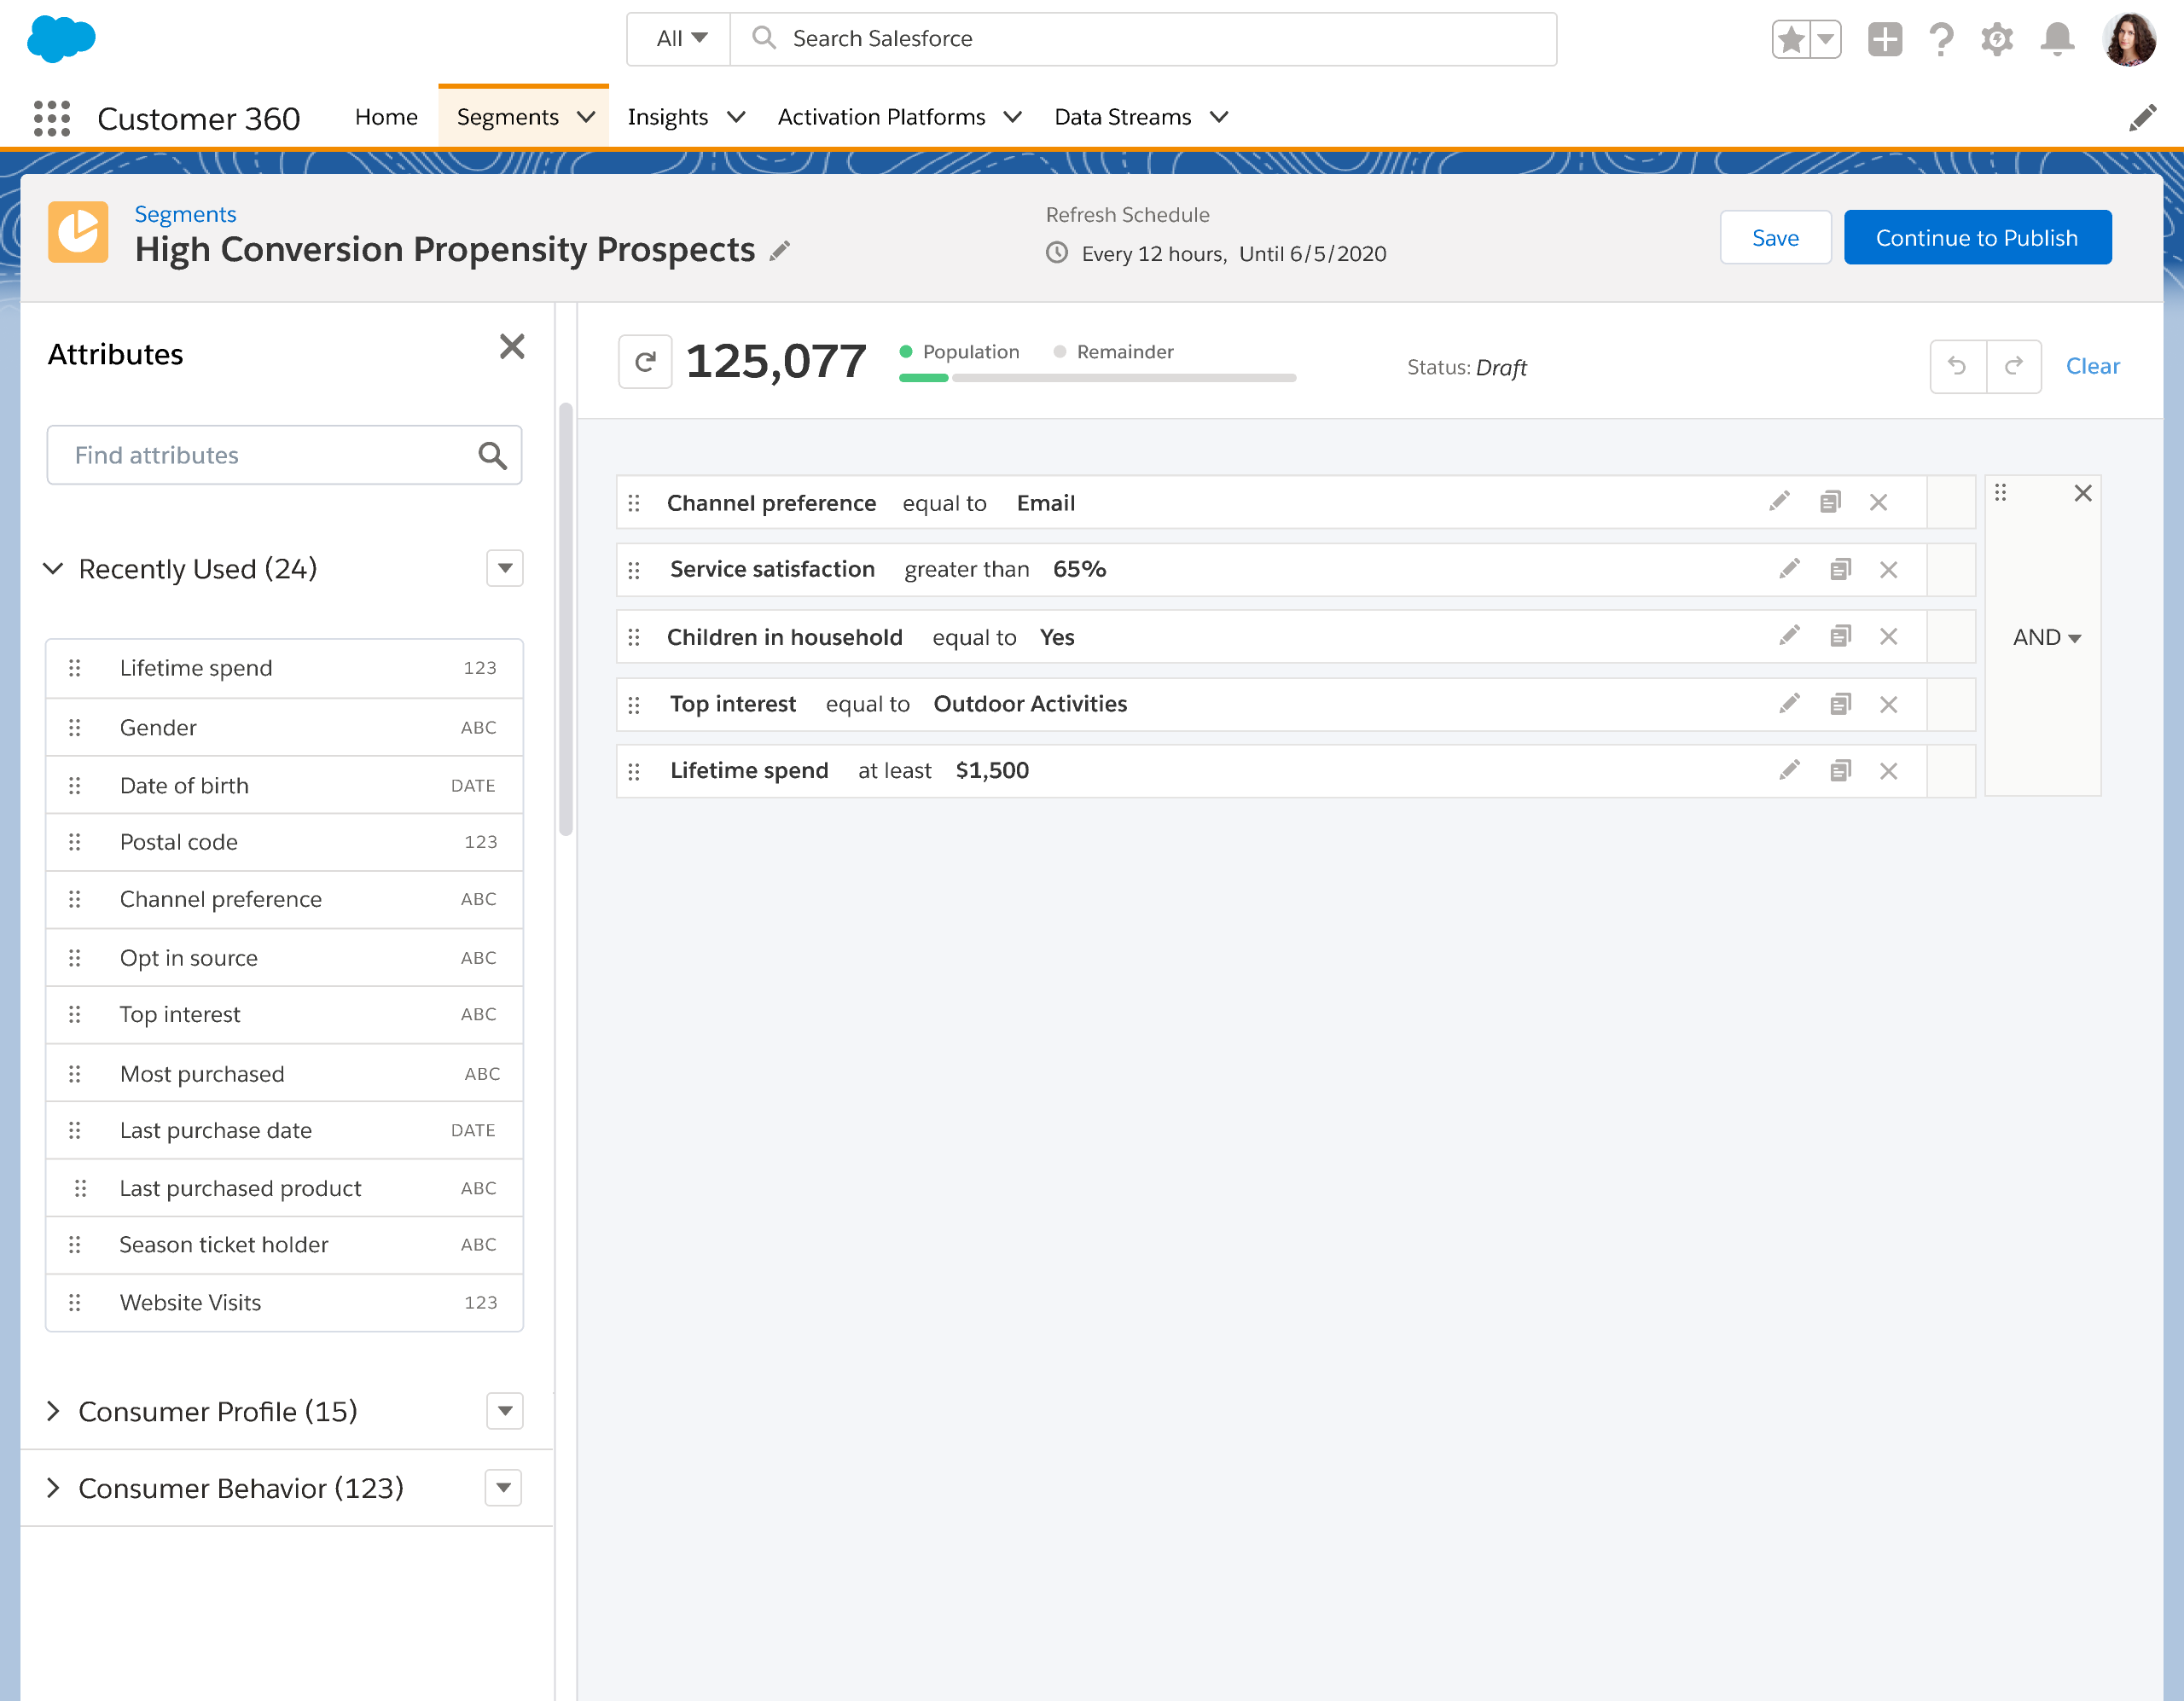 All
Search Salesforce
Customer 360
Home
Segments
Insights
Activation Platforms
Data Streams
Segments
High Conversion Propensity Prospects
Refresh Schedule
Every 12 hours, Until 6/5/2020
Save
Continue to Publish
Attributes
Find attributes
Recently Used (24)
Lifetime spend 123
Gender ABC
Date of birth DATE
Postal code 123
Channel preference ABC
Opt in source ABC
Top interest ABC
Most purchased ABC
Last purchase date DATE
Last purchased product ABC
Season ticket holder ABC
Website Visits 123
Consumer Profile (15)
Consumer Behavior (123)
125,077
Population
Remainder
Status: Draft
Clear
Channel preference equal to Email
Service satisfaction greater than 65%
Children in household equal to Yes
Top interest equal to Outdoor Activities
Lifetime spend at least $1,500
AND